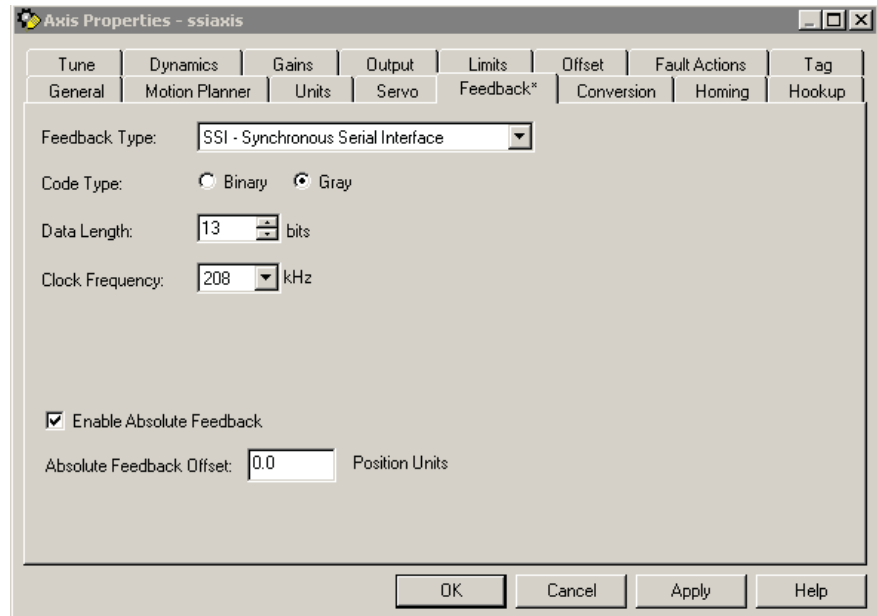 Axis Properties - ssiaxis
Tune Dynamics Gains Output Limits Offset Fault Actions Tag
General Motion Planner Units Servo Feedback* Conversion Homing Hookup
Feedback Type: SSI - Synchronous Serial Interface
Code Type: Binary Gray
Data Length: 13 bits
Clock Frequency: 208 kHz
Enable Absolute Feedback
Absolute Feedback Offset: 0.0 Position Units
OK Cancel Apply Help